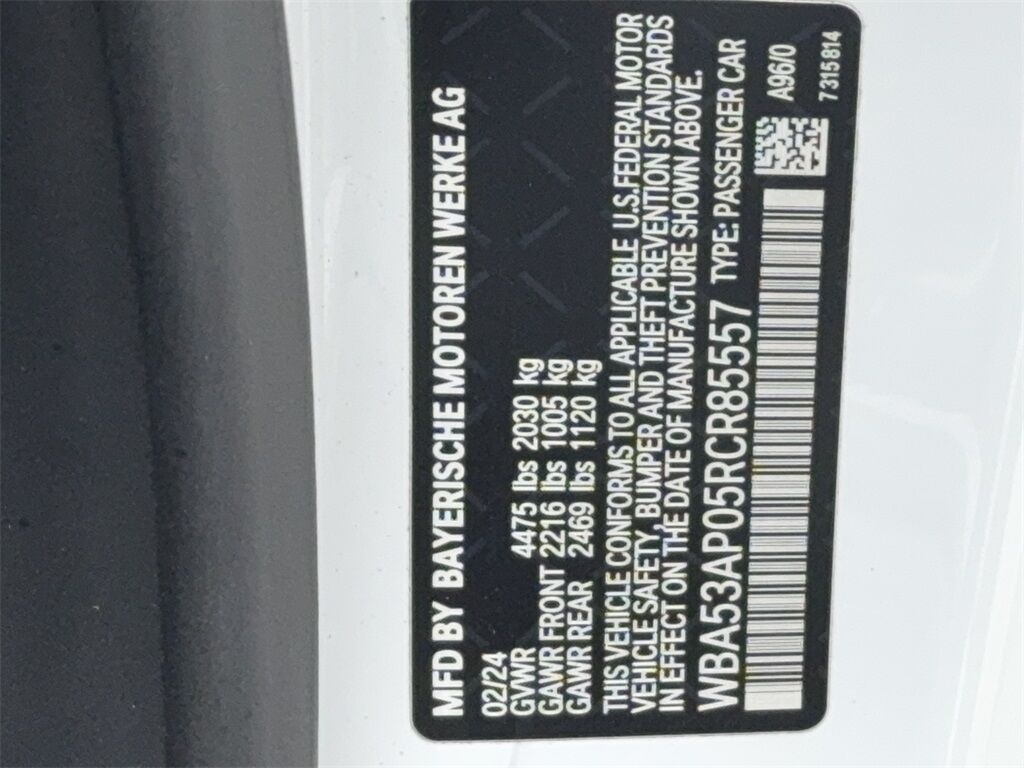 MFD BY BAYERISCHE MOTOREN WERKE AG
02/24
GVWR 4475 lbs 2030 kg
GAWR FRONT 2216 lbs 1005 kg
GAWR REAR 2469 lbs 1120 kg
THIS VEHICLE CONFORMS TO ALL APPLICABLE U.S.FEDERAL MOTOR
VEHICLE SAFETY, BUMPER AND THEFT PREVENTION STANDARDS
IN EFFECT ON THE DATE OF MANUFACTURE SHOWN ABOVE.
WBA53AP05RCR85557 TYPE: PASSENGER CAR
A96/0
7315814